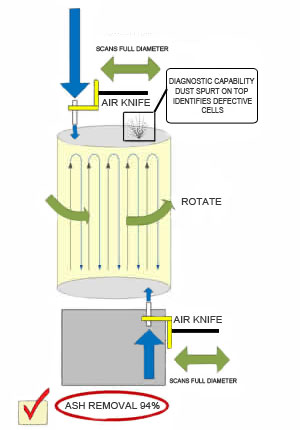 SCANS FULL DIAMETER
AIR KNIFE
DIAGNOSTIC CAPABILITY
DUST SPURT ON TOP
IDENTIFIES DEFECTIVE
CELLS
ROTATE
AIR KNIFE
SCANS FULL DIAMETER
ASH REMOVAL 94%